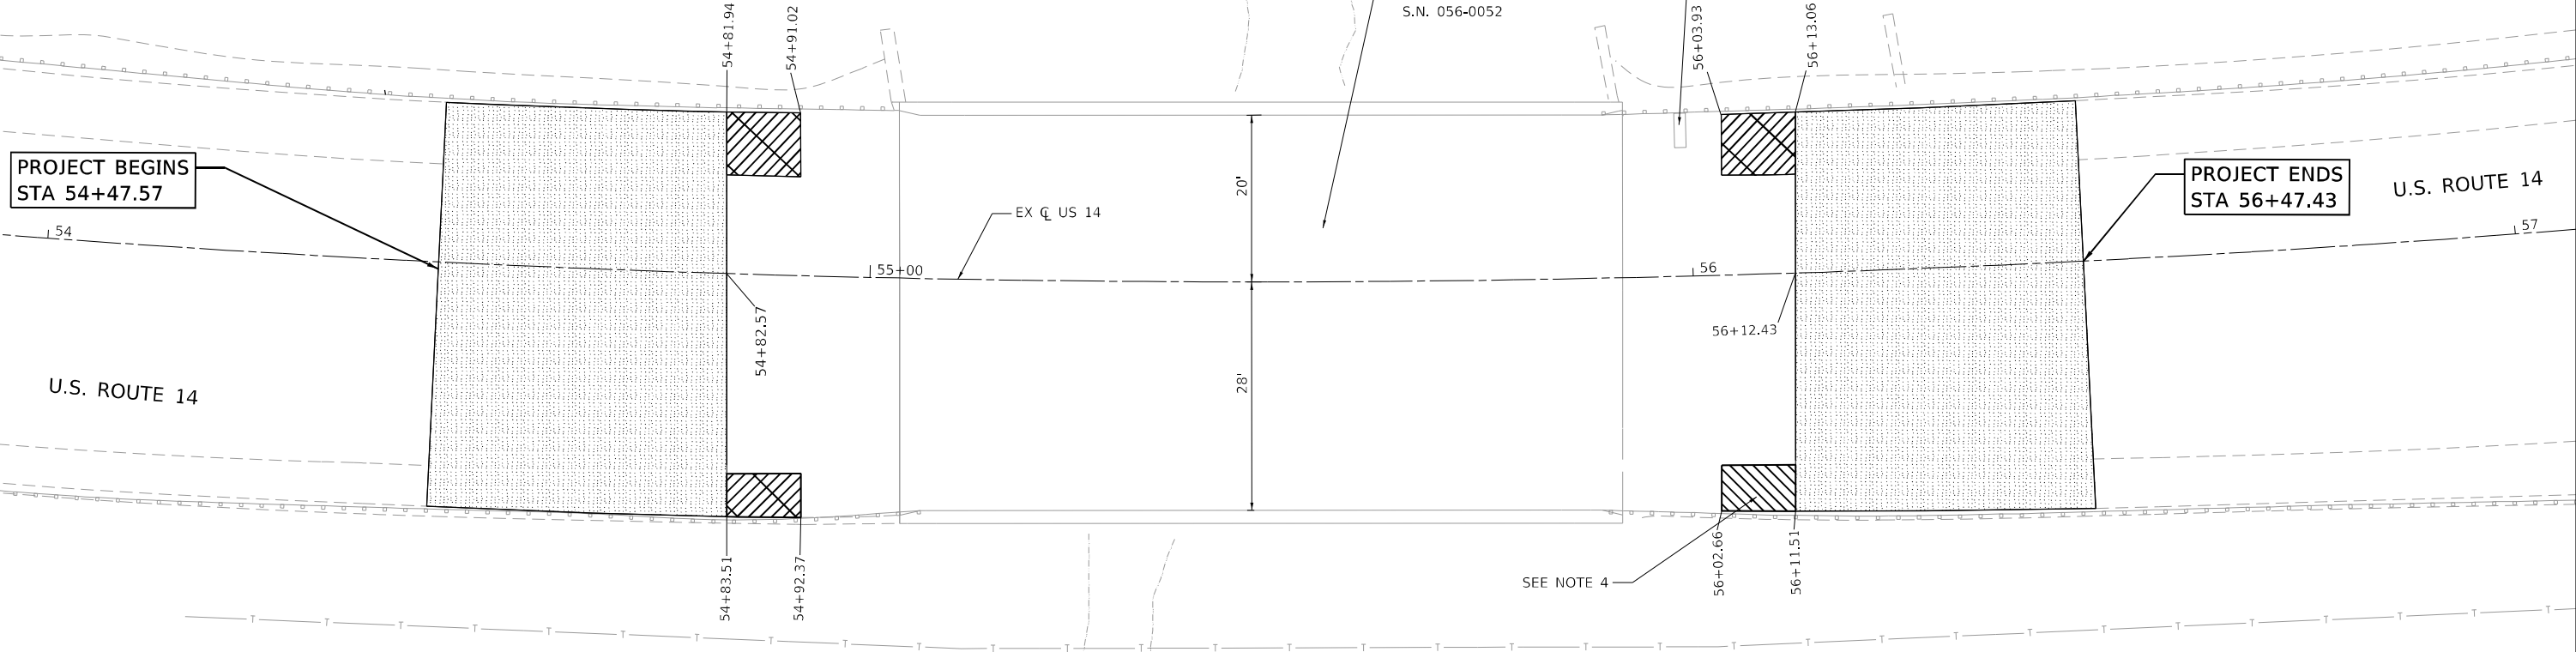 54+81.94
54+91.02
S.N. 056-0052
56+03.93
56+13.06
PROJECT BEGINS
STA 54+47.57
54
20'
EX ℄ US 14
55+00
56
PROJECT ENDS
STA 56+47.43
U.S. ROUTE 14
57
54+82.57
56+12.43
U.S. ROUTE 14
28'
54+83.51
54+92.37
SEE NOTE 4
56+02.66
56+11.51